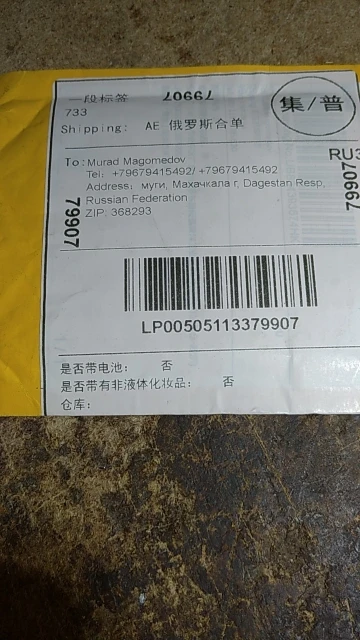 一段标签 79907
集/普
733
Shipping: AE 俄罗斯合单
To: Murad Magomedov
Tel: +79679415492/ +79679415492
Address: муги, Махачкала г, Dagestan Resp,
Russian Federation
ZIP: 368293
RU3
79907
79907
LP00505113379907
是否带电池: 否
是否带有非液体化妆品: 否
仓库: